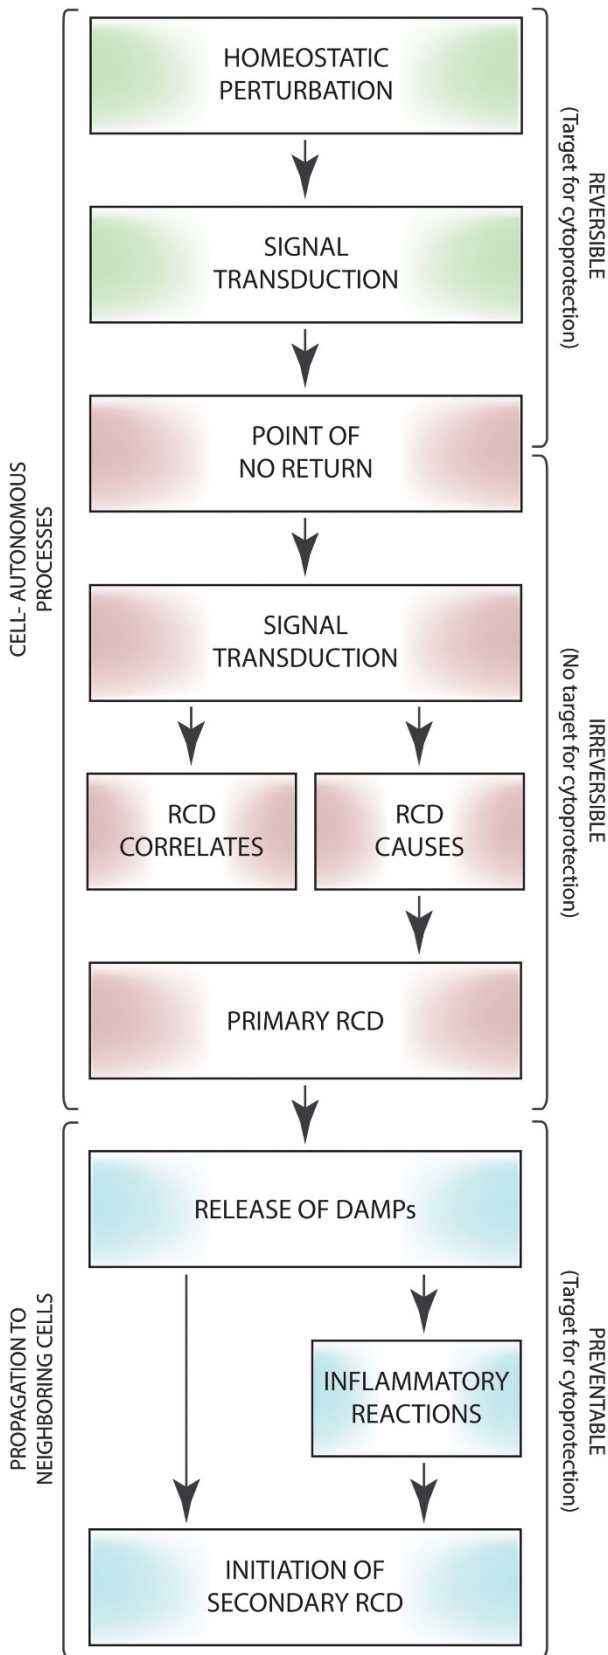 HOMEOSTATIC
PERTURBATION
SIGNAL
TRANSDUCTION
POINT OF
NO RETURN
SIGNAL
TRANSDUCTION
RCD
CORRELATES
RCD
CAUSES
PRIMARY RCD
RELEASE OF DAMPs
INFLAMMATORY
REACTIONS
INITIATION OF
SECONDARY RCD
CELL- AUTONOMOUS
PROCESSES
PROPAGATION TO
NEIGHBORING CELLS
REVERSIBLE
(Target for cytoprotection)
IRREVERSIBLE
(No target for cytoprotection)
PREVENTABLE
(Target for cytoprotection)